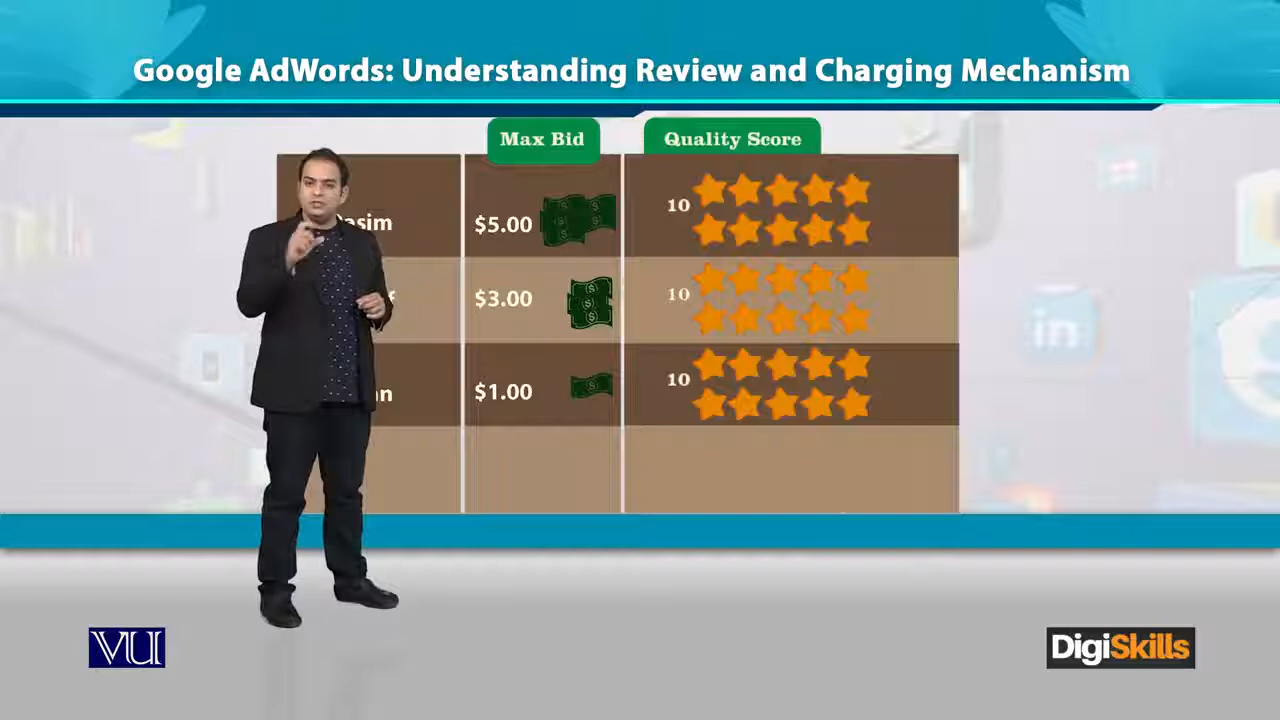 Google AdWords: Understanding Review and Charging Mechanism
Max Bid
Quality Score
$5.00
10
$3.00
10
$1.00
10
in
VU
DigiSkills